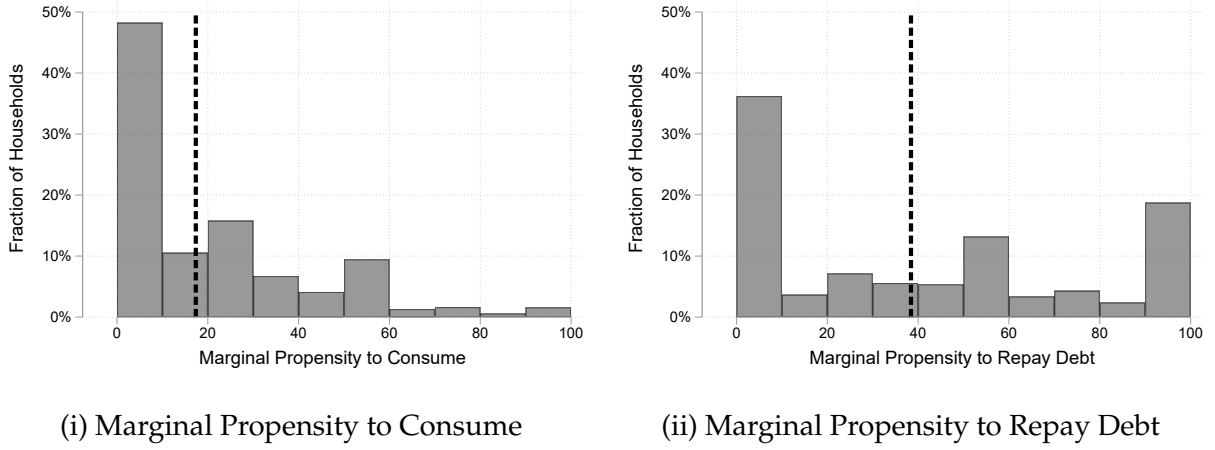 50%
40%
30%
20%
10%
0%
Fraction of Households
0 20 40 60 80 100
Marginal Propensity to Consume
(i) Marginal Propensity to Consume
50%
40%
30%
20%
10%
0%
Fraction of Households
0 20 40 60 80 100
Marginal Propensity to Repay Debt
(ii) Marginal Propensity to Repay Debt